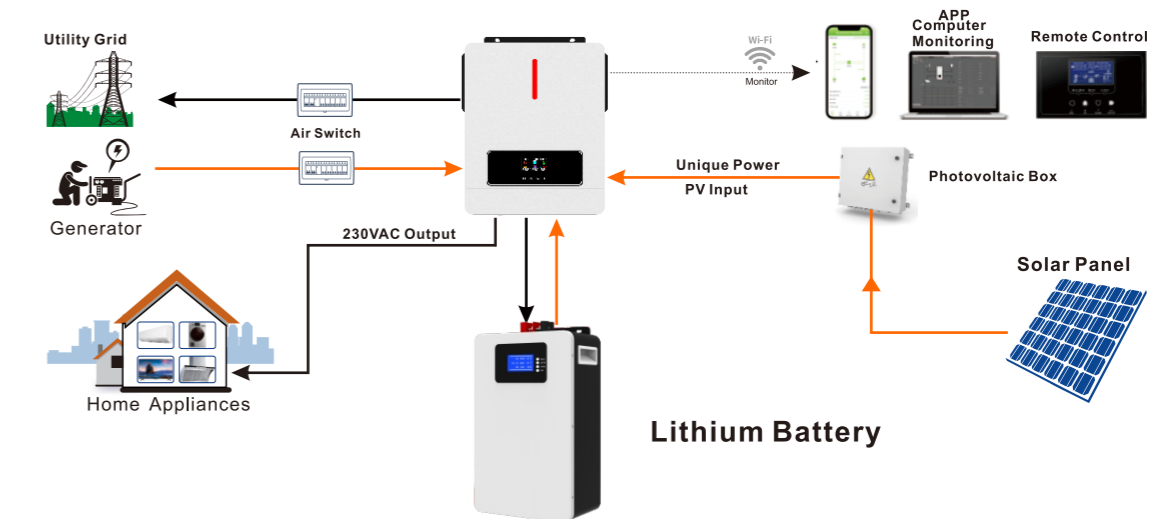 Utility Grid
Air Switch
Generator
230VAC Output
Home Appliances
Wi-Fi
Monitor
APP
Computer
Monitoring
Remote Control
Unique Power
PV Input
Photovoltaic Box
Solar Panel
Lithium Battery